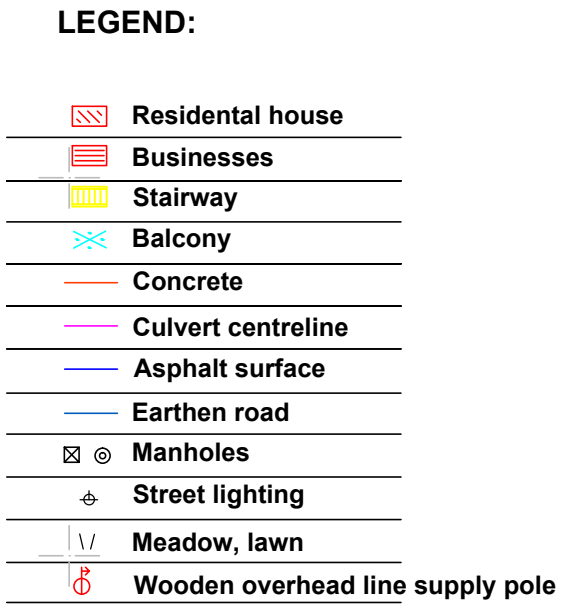 LEGEND:
Residental house
Businesses
Stairway
Balcony
Concrete
Culvert centreline
Asphalt surface
Earthen road
Manholes
Street lighting
Meadow, lawn
Wooden overhead line supply pole